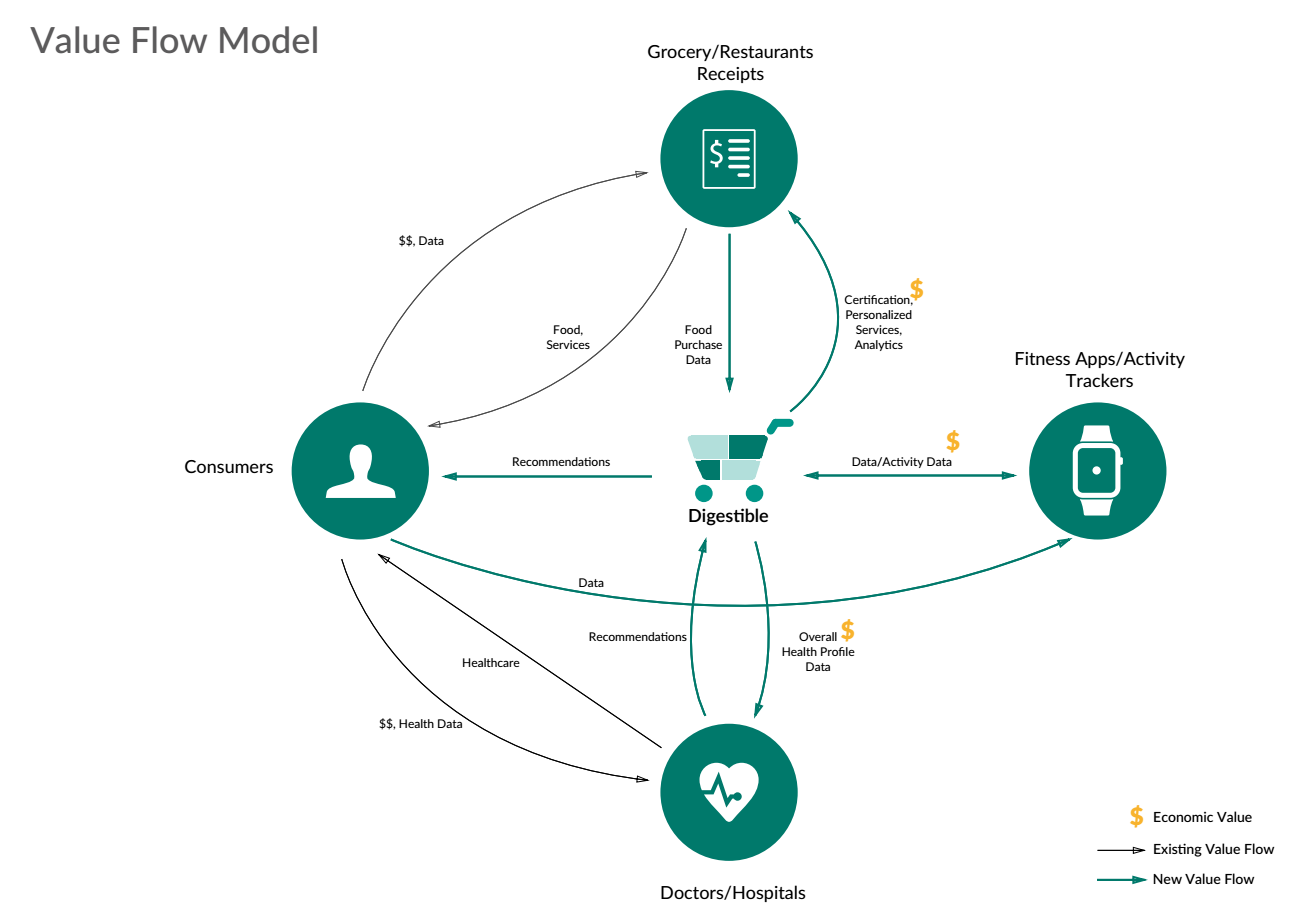 Value Flow Model
Grocery/Restaurants
Receipts
$
$$, Data
$
Certification,
Personalized
Services,
Analytics
Food,
Services
Food
Purchase
Data
Fitness Apps/Activity
Trackers
Consumers
Recommendations
$
Data/Activity Data
Digestible
Data
Recommendations
$
Overall
Health Profile
Data
Healthcare
$$, Health Data
Doctors/Hospitals
$ Economic Value
Existing Value Flow
New Value Flow